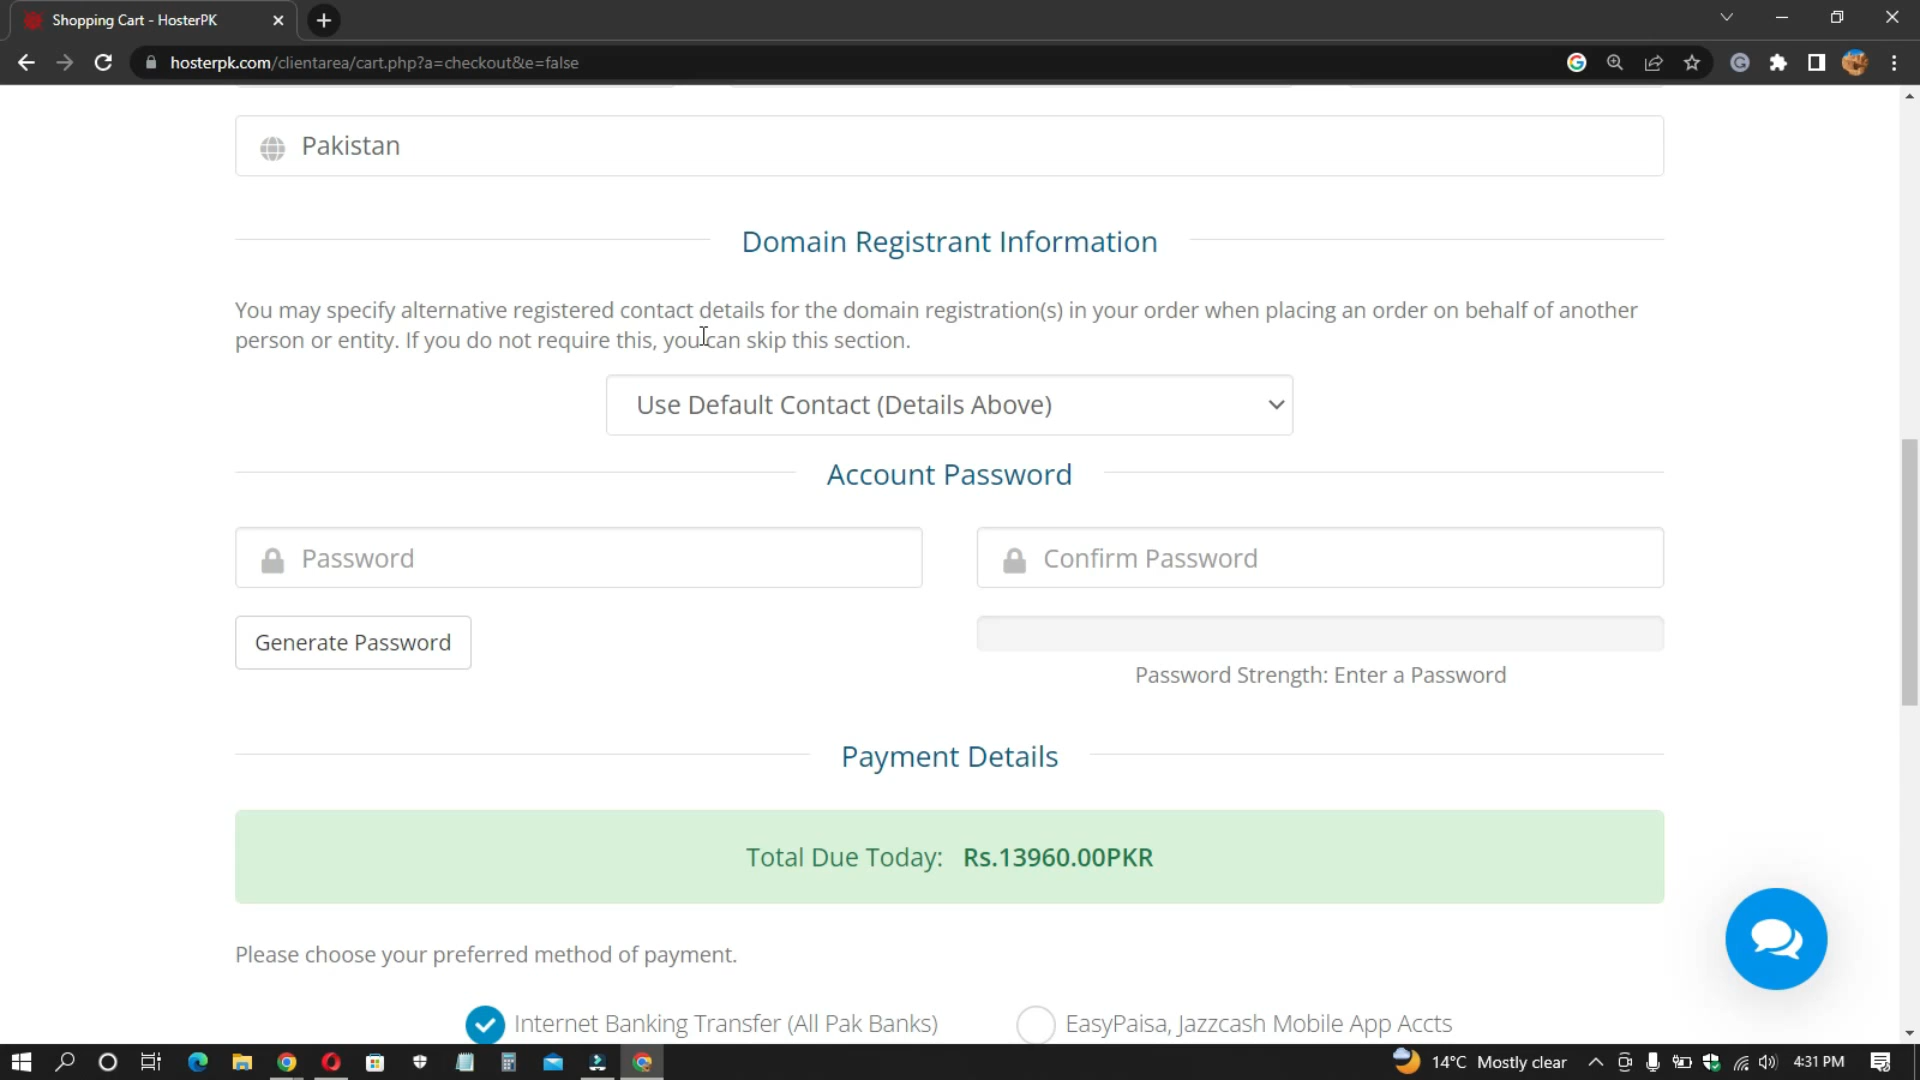 Shopping Cart - HosterPK
hosterpk.com/clientarea/cart.php?a=checkout&e=false
Pakistan
Domain Registrant Information
You may specify alternative registered contact details for the domain registration(s) in your order when placing an order on behalf of another
person or entity. If you do not require this, you can skip this section.
Use Default Contact (Details Above)
Account Password
Password
Confirm Password
Generate Password
Password Strength: Enter a Password
Payment Details
Total Due Today: Rs.13960.00PKR
Please choose your preferred method of payment.
Internet Banking Transfer (All Pak Banks)
EasyPaisa, Jazzcash Mobile App Accts
14°C Mostly clear
4:31 PM